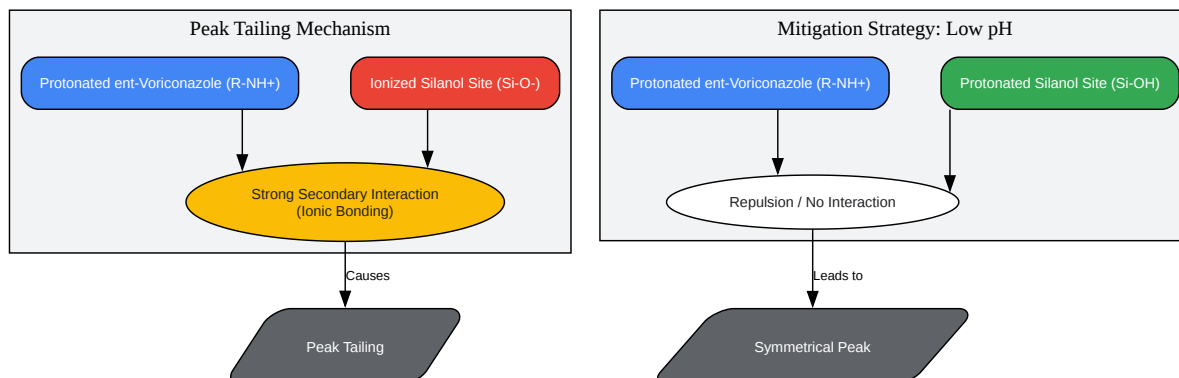 Peak Tailing Mechanism
Protonated ent-Voriconazole (R-NH+)
Ionized Silanol Site (Si-O-)
Strong Secondary Interaction
(Ionic Bonding)
Causes
Peak Tailing
Mitigation Strategy: Low pH
Protonated ent-Voriconazole (R-NH+)
Protonated Silanol Site (Si-OH)
Repulsion / No Interaction
Leads to
Symmetrical Peak